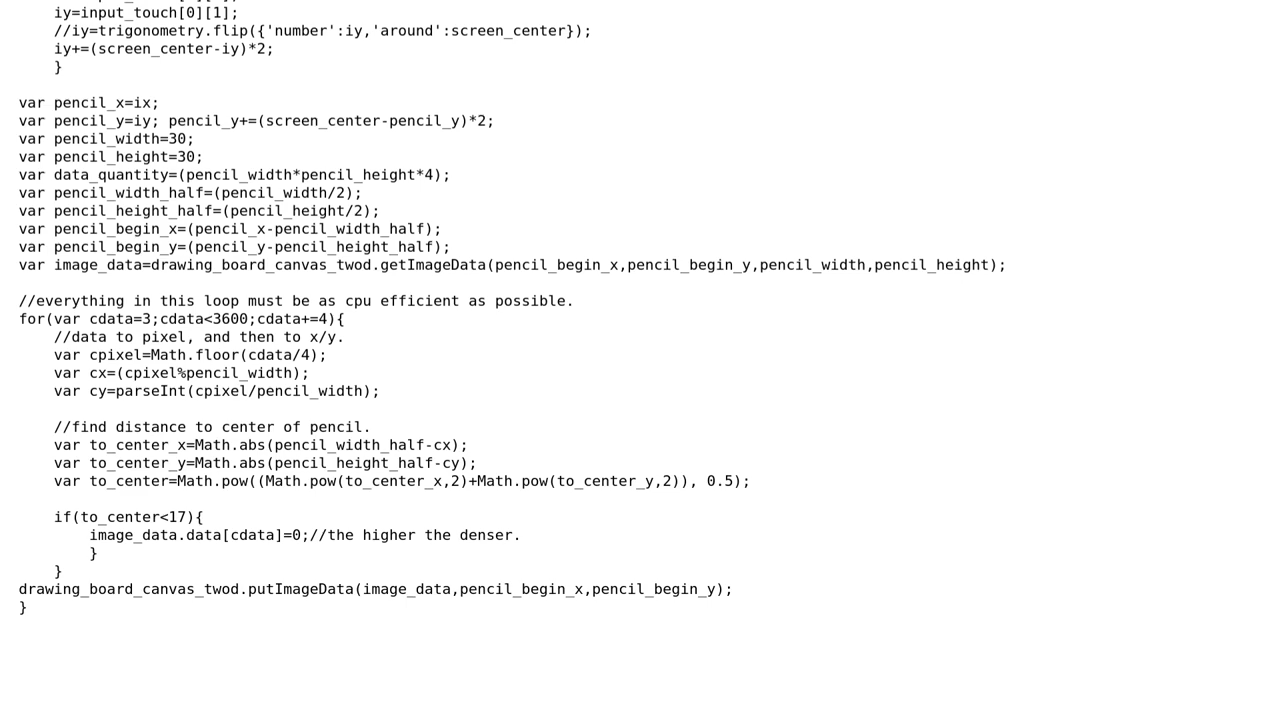 iy=input_touch[0][1];
//iy=trigonometry.flip({'number':iy,'around':screen_center});
iy+=(screen_center-iy)*2;
}
var pencil_x=ix;
var pencil_y=iy; pencil_y+=(screen_center-pencil_y)*2;
var pencil_width=30;
var pencil_height=30;
var data_quantity=(pencil_width*pencil_height*4);
var pencil_width_half=(pencil_width/2);
var pencil_height_half=(pencil_height/2);
var pencil_begin_x=(pencil_x-pencil_width_half);
var pencil_begin_y=(pencil_y-pencil_height_half);
var image_data=drawing_board_canvas_twod.getImageData(pencil_begin_x,pencil_begin_y,pencil_width,pencil_height);
//everything in this loop must be as cpu efficient as possible.
for(var cdata=3;cdata<3600;cdata+=4){
//data to pixel, and then to x/y.
var cpixel=Math.floor(cdata/4);
var cx=(cpixel%pencil_width);
var cy=parseInt(cpixel/pencil_width);
//find distance to center of pencil.
var to_center_x=Math.abs(pencil_width_half-cx);
var to_center_y=Math.abs(pencil_height_half-cy);
var to_center=Math.pow((Math.pow(to_center_x,2)+Math.pow(to_center_y,2)), 0.5);
if(to_center<17){
image_data.data[cdata]=0;//the higher the denser.
}
}
drawing_board_canvas_twod.putImageData(image_data,pencil_begin_x,pencil_begin_y);
}